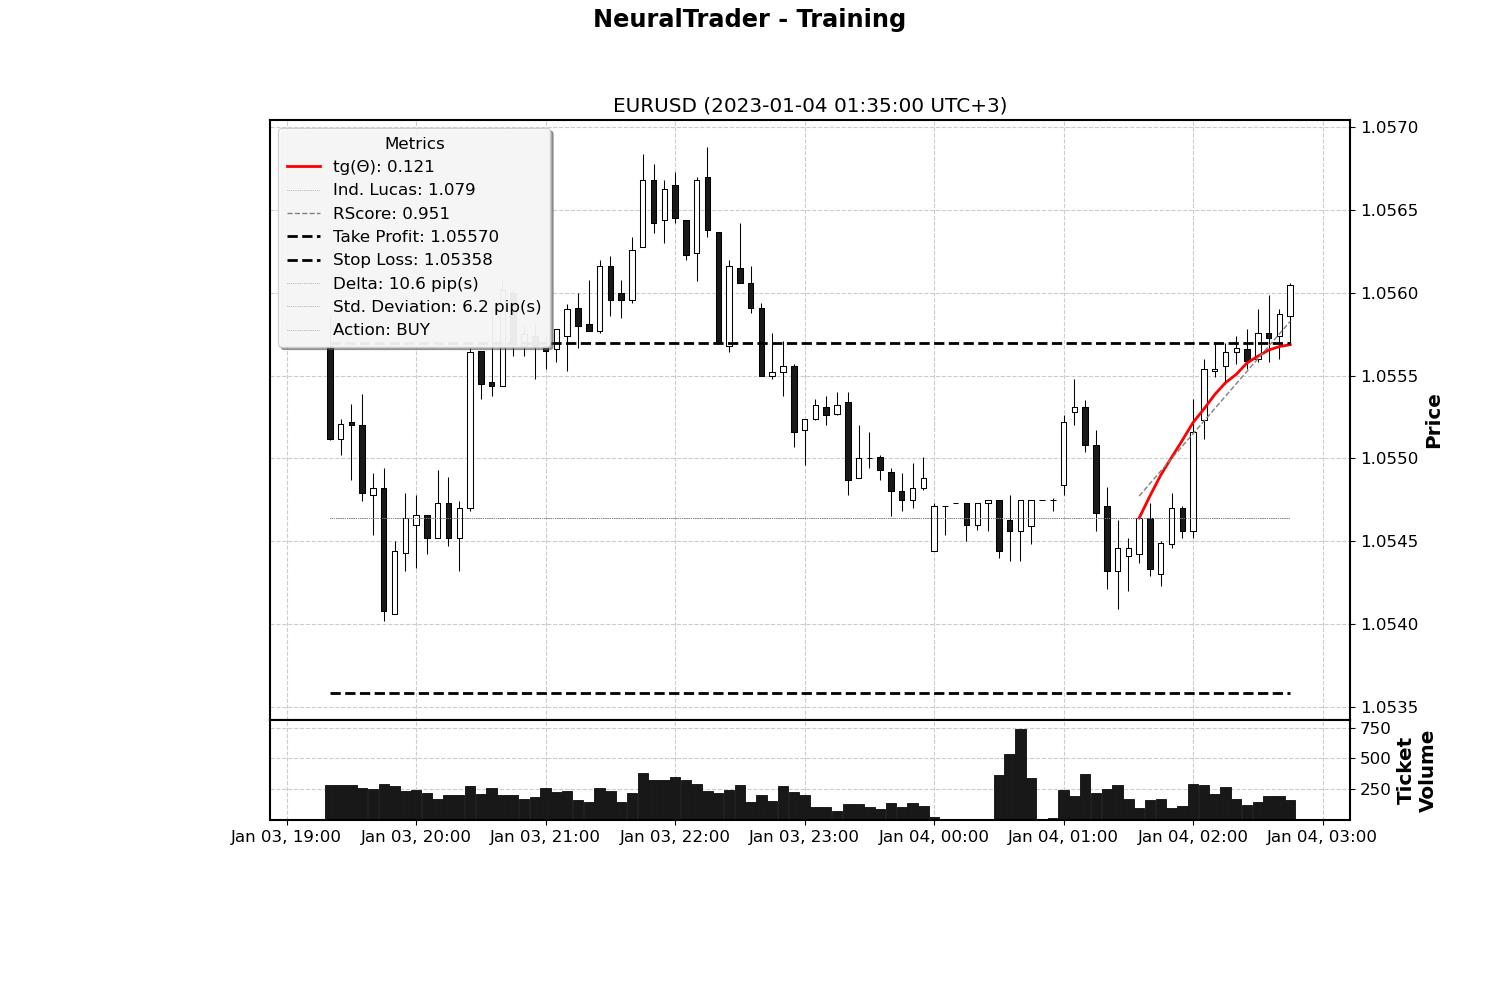 NeuralTrader - Training
EURUSD (2023-01-04 01:35:00 UTC+3)
Metrics
tg(Θ): 0.121
Ind. Lucas: 1.079
RScore: 0.951
Take Profit: 1.05570
Stop Loss: 1.05358
Delta: 10.6 pip(s)
Std. Deviation: 6.2 pip(s)
Action: BUY
1.0570
1.0565
1.0560
1.0555
1.0550
1.0545
1.0540
1.0535
Price
750
500
250
Ticket
Volume
Jan 03, 19:00
Jan 03, 20:00
Jan 03, 21:00
Jan 03, 22:00
Jan 03, 23:00
Jan 04, 00:00
Jan 04, 01:00
Jan 04, 02:00
Jan 04, 03:00